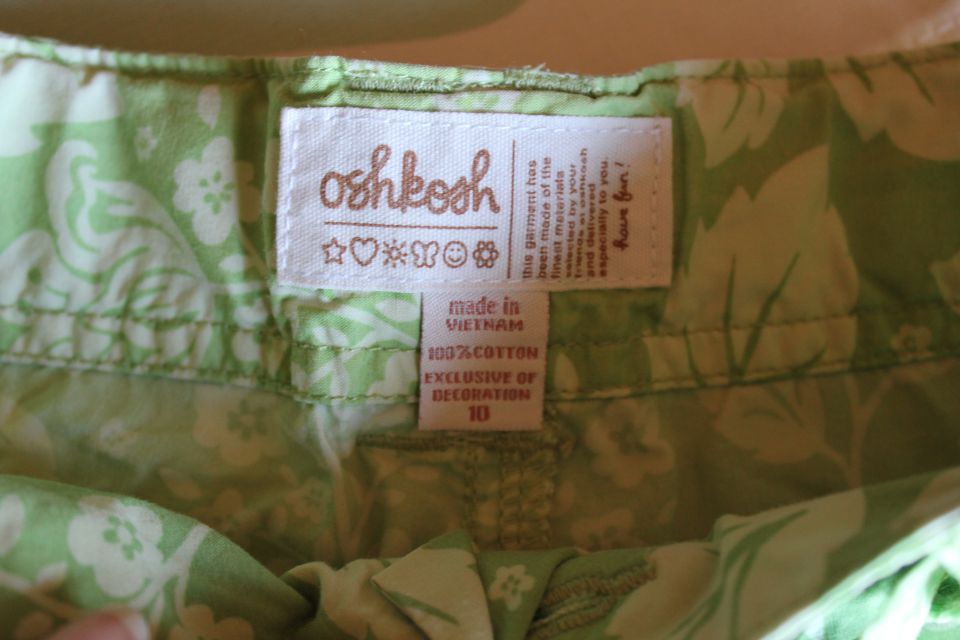 oshkosh
this garment has
been made of the
finest materials
selected by your
friends at oshkosh
and delivered
especially to you.
have fun!
made in
VIETNAM
100% COTTON
EXCLUSIVE OF
DECORATION
10